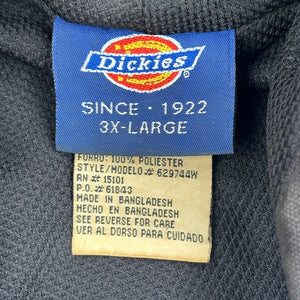 Dickies
SINCE · 1922
3X-LARGE
FORRO: 100% POLIESTER
STYLE/MODELO# 629744W
RN # 15101
P.O. # 61843
MADE IN BANGLADESH
HECHO EN BANGLADESH
SEE REVERSE FOR CARE
VER AL DORSO PARA CUIDADO